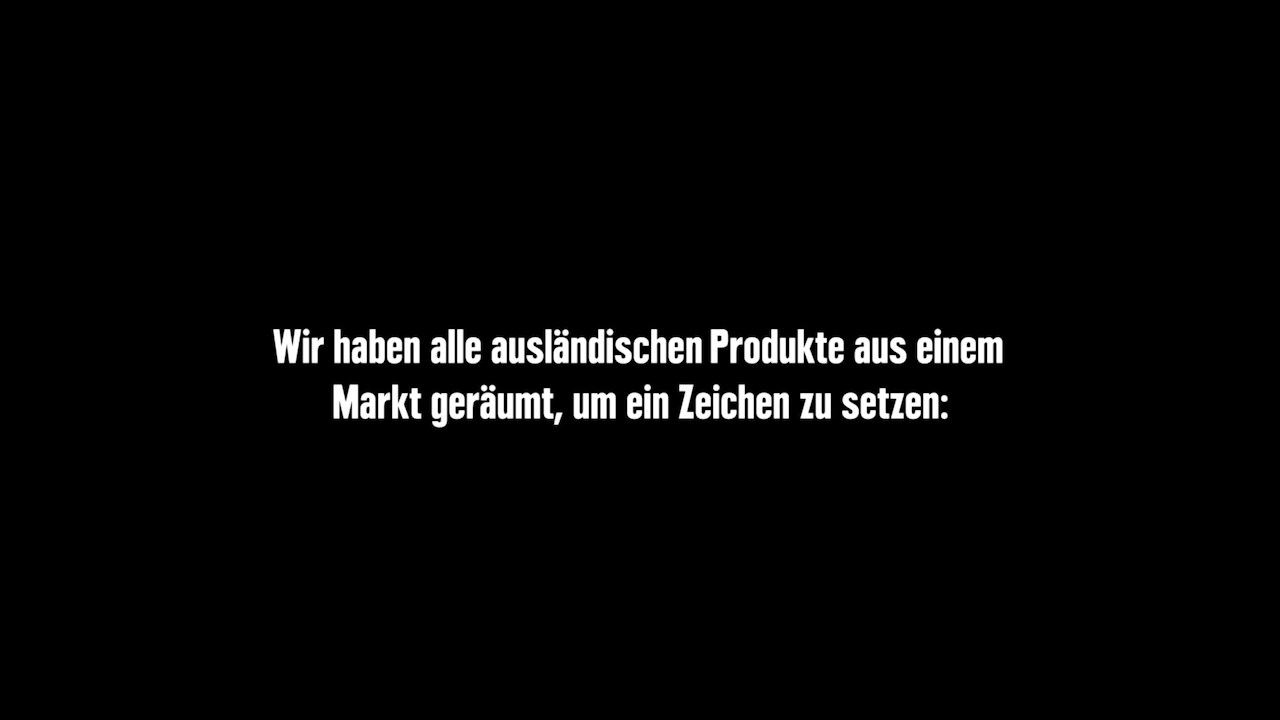 Wir haben alle ausländischen Produkte aus einem
Markt geräumt, um ein Zeichen zu setzen: